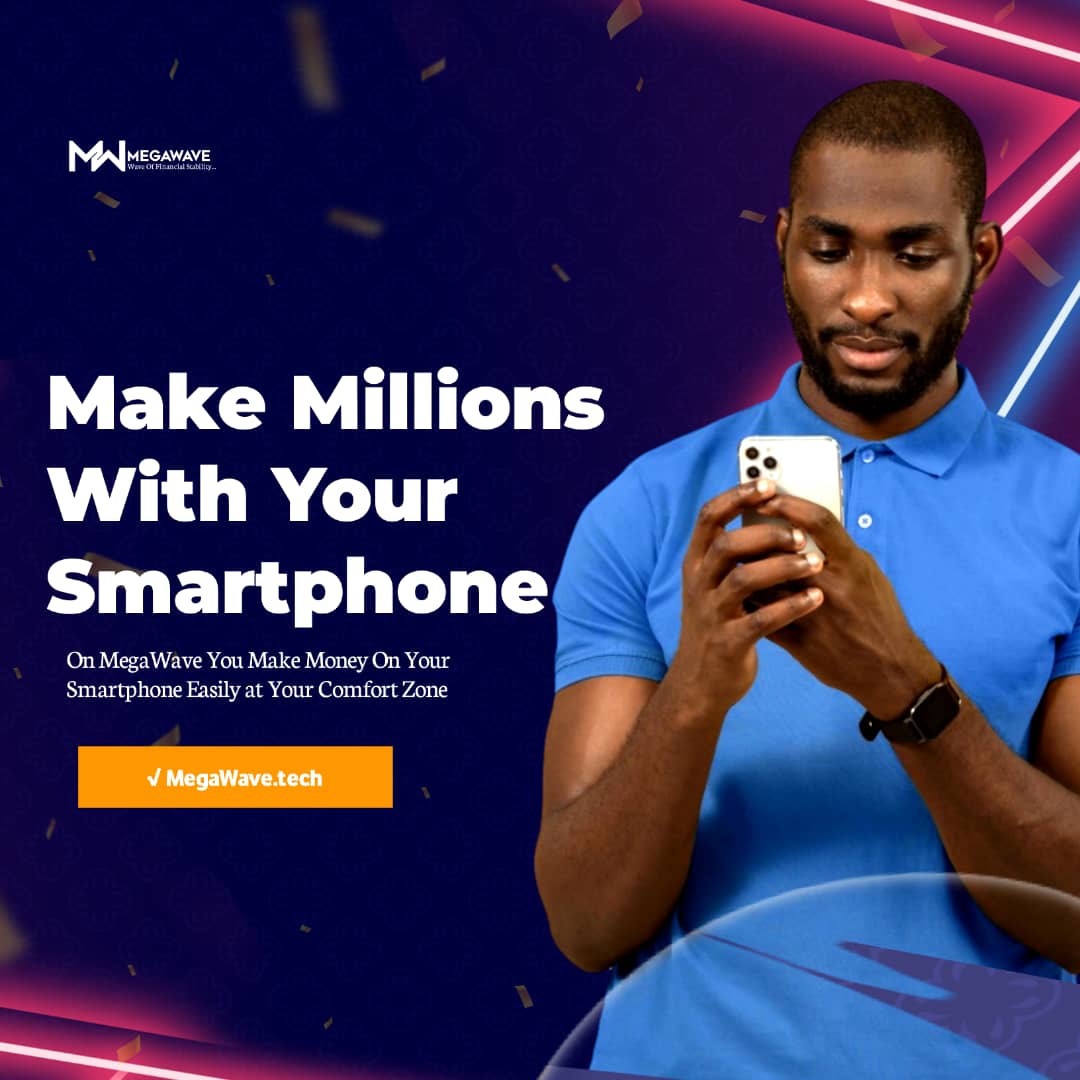 MW MEGAWAVE
Wave Of Financial Stability...
Make Millions
With Your
Smartphone
On MegaWave You Make Money On Your
Smartphone Easily at Your Comfort Zone
√ MegaWave.tech